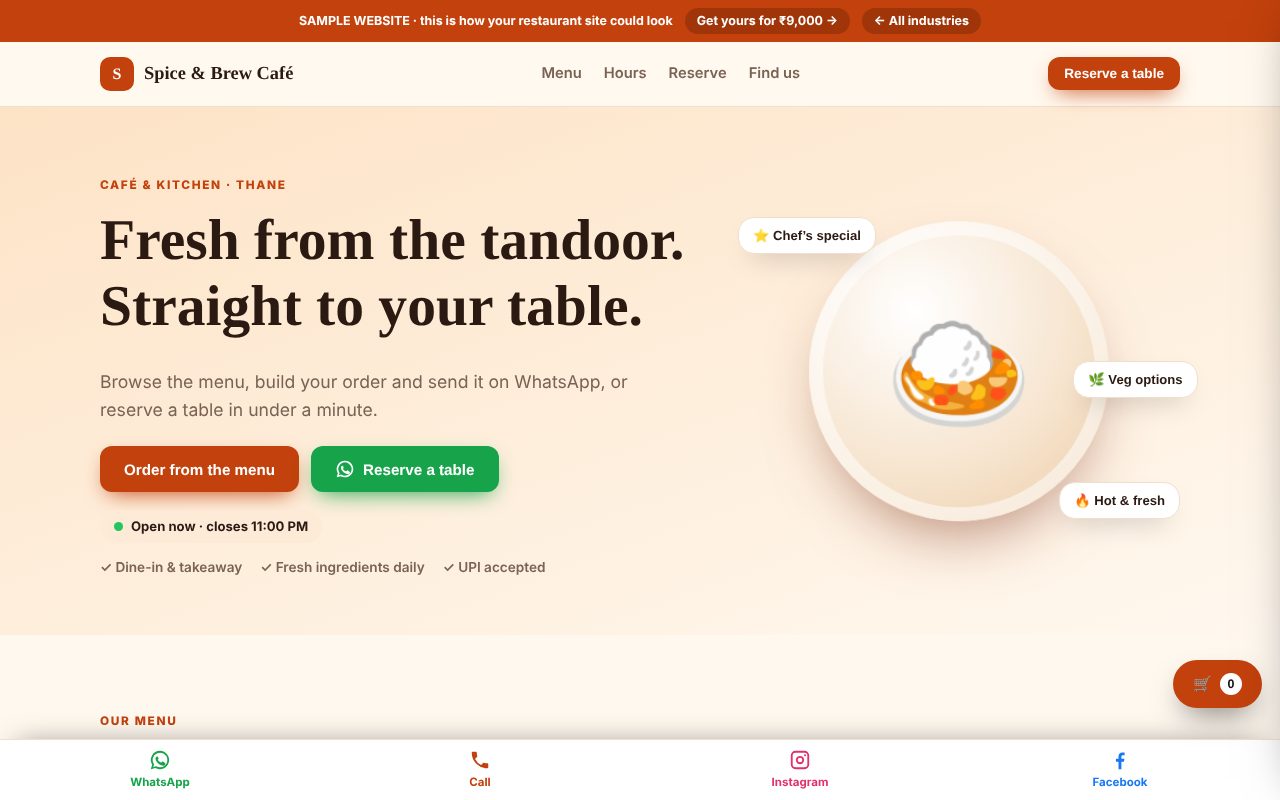 SAMPLE WEBSITE · this is how your restaurant site could look
Get yours for ₹9,000 →
← All industries
S
Spice & Brew Café
Menu
Hours
Reserve
Find us
Reserve a table
CAFÉ & KITCHEN · THANE
Fresh from the tandoor.
Straight to your table.
Browse the menu, build your order and send it on WhatsApp, or
reserve a table in under a minute.
Order from the menu
Reserve a table
Open now · closes 11:00 PM
✓ Dine-in & takeaway
✓ Fresh ingredients daily
✓ UPI accepted
⭐ Chef’s special
🌿 Veg options
🔥 Hot & fresh
🛒 0
OUR MENU
WhatsApp
Call
Instagram
Facebook